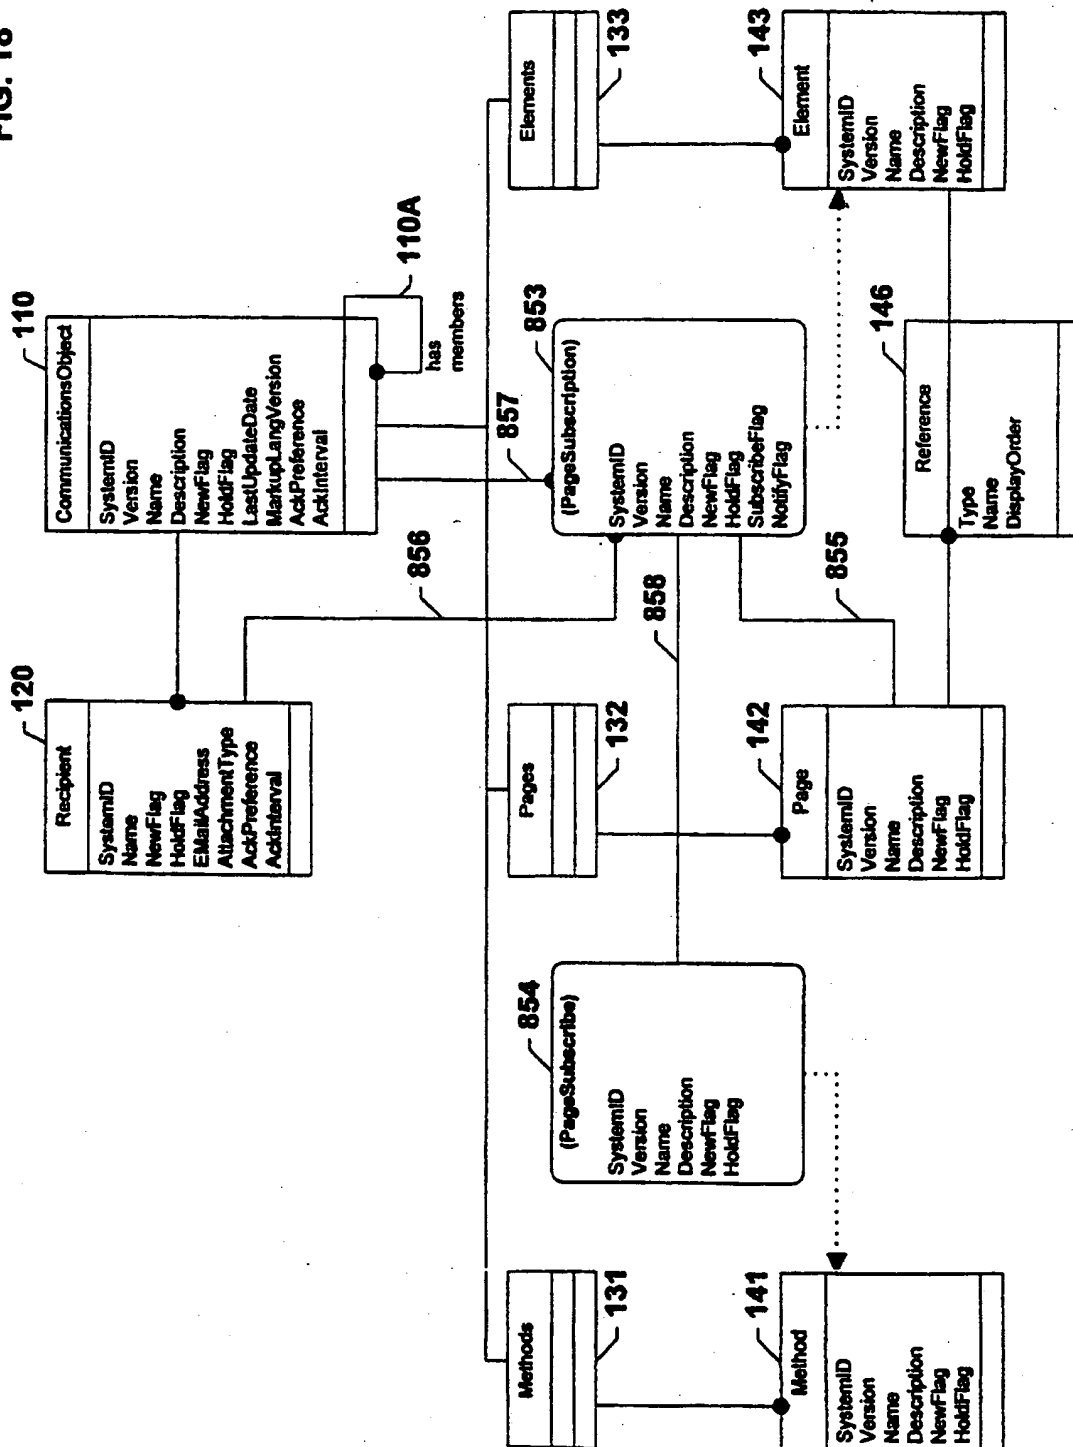 FIG. 18
110
CommunicationsObject
SystemID
Version
Name
Description
NewFlag
HoldFlag
LastUpdateDate
MarkupLangVersion
AckPreference
AckInterval
110A
has
members
120
Recipient
SystemID
Name
NewFlag
HoldFlag
EMailAddress
AttachmentType
AckPreference
AckInterval
856
857
Methods
131
Pages
132
Elements
133
854
(PageSubscribe)
SystemID
Version
Name
Description
NewFlag
HoldFlag
858
853
(PageSubscription)
SystemID
Version
Name
Description
NewFlag
HoldFlag
SubscribeFlag
NotifyFlag
855
141
Method
SystemID
Version
Name
Description
NewFlag
HoldFlag
142
Page
SystemID
Version
Name
Description
NewFlag
HoldFlag
143
Element
SystemID
Version
Name
Description
NewFlag
HoldFlag
146
Reference
Type
Name
DisplayOrder